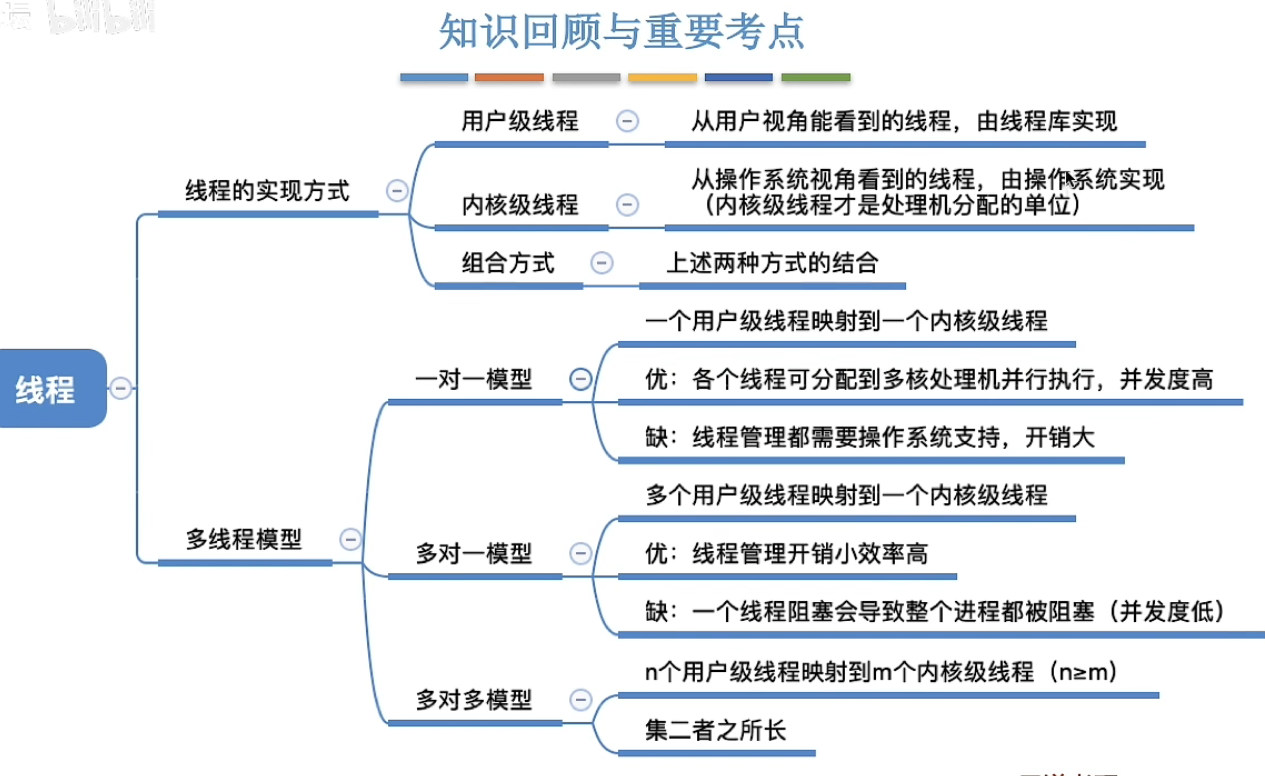 知识回顾与重要考点
用户级线程
从用户视角能看到的线程，由线程库实现
线程的实现方式
内核级线程
从操作系统视角看到的线程，由操作系统实现
（内核级线程才是处理机分配的单位）
组合方式
上述两种方式的结合
线程
一对一模型
一个用户级线程映射到一个内核级线程
优：各个线程可分配到多核处理机并行执行，并发度高
缺：线程管理都需要操作系统支持，开销大
多线程模型
多对一模型
多个用户级线程映射到一个内核级线程
优：线程管理开销小效率高
缺：一个线程阻塞会导致整个进程都被阻塞（并发度低）
多对多模型
n个用户级线程映射到m个内核级线程（n≥m）
集二者之所长